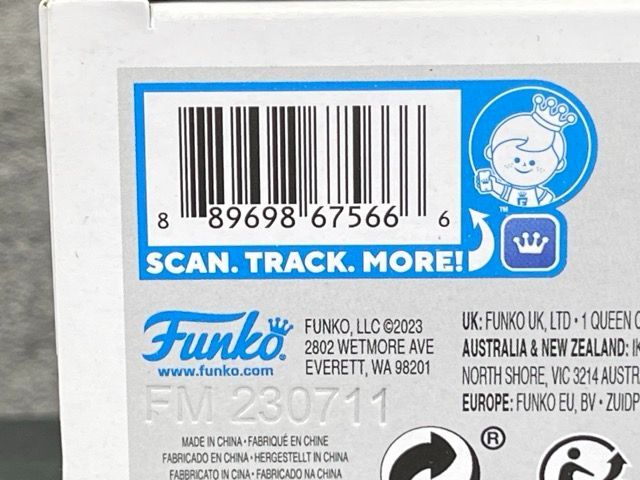 8 89698 67566 6
SCAN. TRACK. MORE!
™
Funko®
www.funko.com
FUNKO, LLC ©2023
2802 WETMORE AVE
EVERETT, WA 98201
UK: FUNKO UK, LTD • 1 QUEEN
AUSTRALIA & NEW ZEALAND:
NORTH SHORE, VIC 3214
EUROPE: FUNKO EU, BV •
FM 230711
MADE IN CHINA • FABRIQUÉ EN CHINE
FABRICADO EN CHINA • HERGESTELLT IN CHINA
FABBRICATO IN CINA • FABRICADO NA CHINA
®